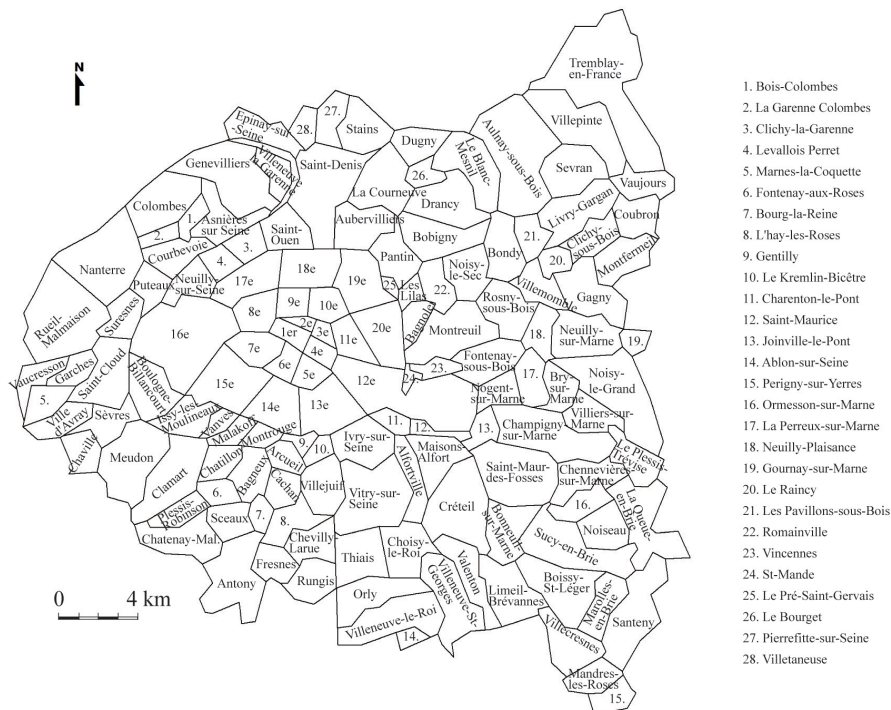 Tremblay-
en-France
N
Epinay-sur
-Seine
28.
27.
Stains
Villepinte
Dugny
Aulnay-sous-Bois
Le Blanc-
Mesnil
Villeneuve
la Garenne
Genevilliers
Saint-Denis
Sevran
26.
La Courneuve
Drancy
Vaujours
Livry-Gargan
Colombes
1.
Asnières
sur Seine
Aubervilliers
Coubron
2.
Courbevoie
3.
Saint-
Ouen
Bobigny
21.
Clichy-
sous-Bois
Pantin
Bondy
Montfermeil
4.
Nanterre
Neuilly-
sur-Seine
17e
18e
19e
Noisy-
le-Sec
20.
Puteaux
25.
Les
Lilas
22.
Villemomble
Gagny
Rosny-
sous-Bois
Suresnes
Rueil-
Malmaison
9e
10e
8e
16e
2e
1er
3e
11e
20e
Bagnolet
Montreuil
18.
Neuilly-
sur-Marne
19.
7e
4e
6e
5e
Vaucresson
Garches
Saint-Cloud
Boulogne-
Billancourt
15e
12e
24.
23.
Fontenay-
sous-Bois
17.
Noisy-
le-Grand
Bry-
sur-Marne
Nogent-
sur-Marne
5.
Ville
d'Avray
Sèvres
Issy-les-
Moulineaux
Vanves
14e
13e
Malakoff
Montrouge
11.
12.
13.
Champigny-
sur-Marne
Villiers-sur-
Marne
Chaville
Meudon
9.
10.
Ivry-sur-
Seine
Maisons-
Alfort
Alfortville
Le Plessis-
Trévise
Clamart
Chatillon
Bagneux
Arcueil
Cachan
Villejuif
Vitry-sur-
Seine
Saint-Maur-
des-Fosses
Chennevières-
sur-Marne
6.
Plessis-
Robinson
Créteil
16.
La Queue-
en-Brie
Sceaux
7.
8.
Bonneuil-
sur-Marne
Noiseau
Chatenay-Mal.
Chevilly-
Larue
Sucy-en-Brie
Thiais
Choisy-
le-Roi
Valenton
Fresnes
Rungis
Antony
Boissy-
St-Léger
Orly
Villeneuve-St-
Georges
Limeil-
Brévannes
Marolles-
en-Brie
0 4 km
Villeneuve-le-Roi
14.
Villecresnes
Santeny
Mandres-
les-Roses
15.
1. Bois-Colombes
2. La Garenne Colombes
3. Clichy-la-Garenne
4. Levallois Perret
5. Marnes-la-Coquette
6. Fontenay-aux-Roses
7. Bourg-la-Reine
8. L'hay-les-Roses
9. Gentilly
10. Le Kremlin-Bicêtre
11. Charenton-le-Pont
12. Saint-Maurice
13. Joinville-le-Pont
14. Ablon-sur-Seine
15. Perigny-sur-Yerres
16. Ormesson-sur-Marne
17. La Perreux-sur-Marne
18. Neuilly-Plaisance
19. Gournay-sur-Marne
20. Le Raincy
21. Les Pavillons-sous-Bois
22. Romainville
23. Vincennes
24. St-Mande
25. Le Pré-Saint-Gervais
26. Le Bourget
27. Pierrefitte-sur-Seine
28. Villetaneuse